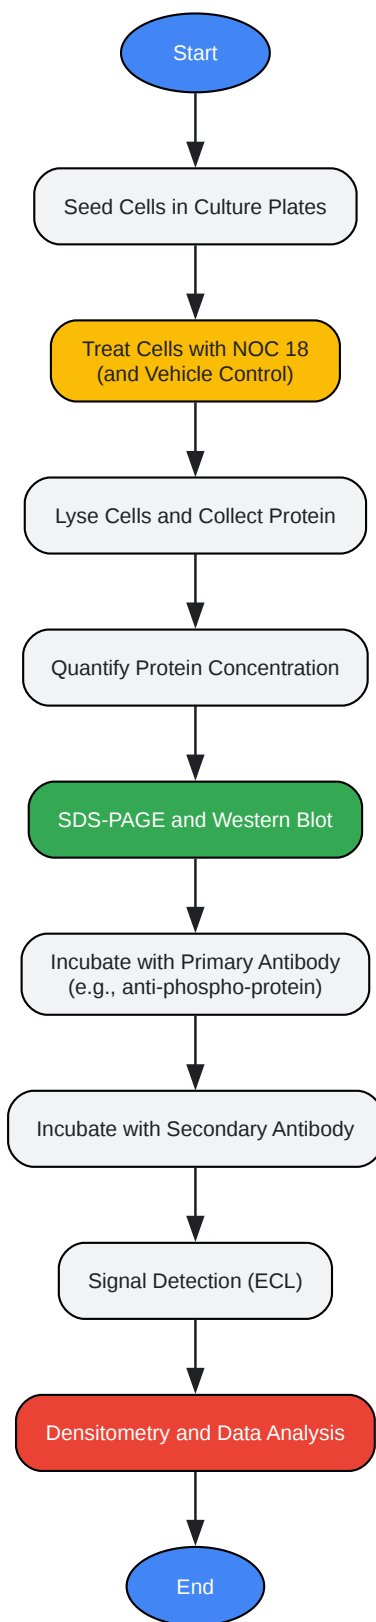 Start
Seed Cells in Culture Plates
Treat Cells with NOC 18
(and Vehicle Control)
Lyse Cells and Collect Protein
Quantify Protein Concentration
SDS-PAGE and Western Blot
Incubate with Primary Antibody
(e.g., anti-phospho-protein)
Incubate with Secondary Antibody
Signal Detection (ECL)
Densitometry and Data Analysis
End